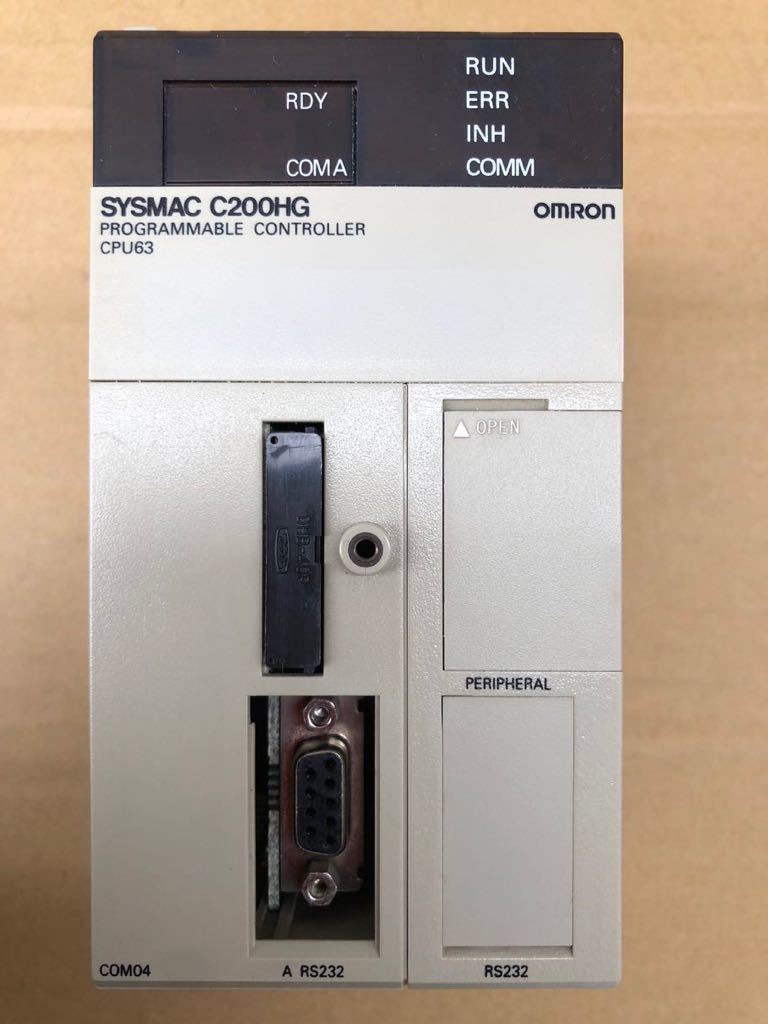 RUN
RDY
ERR
INH
COMA
COMM
SYSMAC C200HG
OMRON
PROGRAMMABLE CONTROLLER
CPU63
△ OPEN
PERIPHERAL
COM04
A RS232
RS232